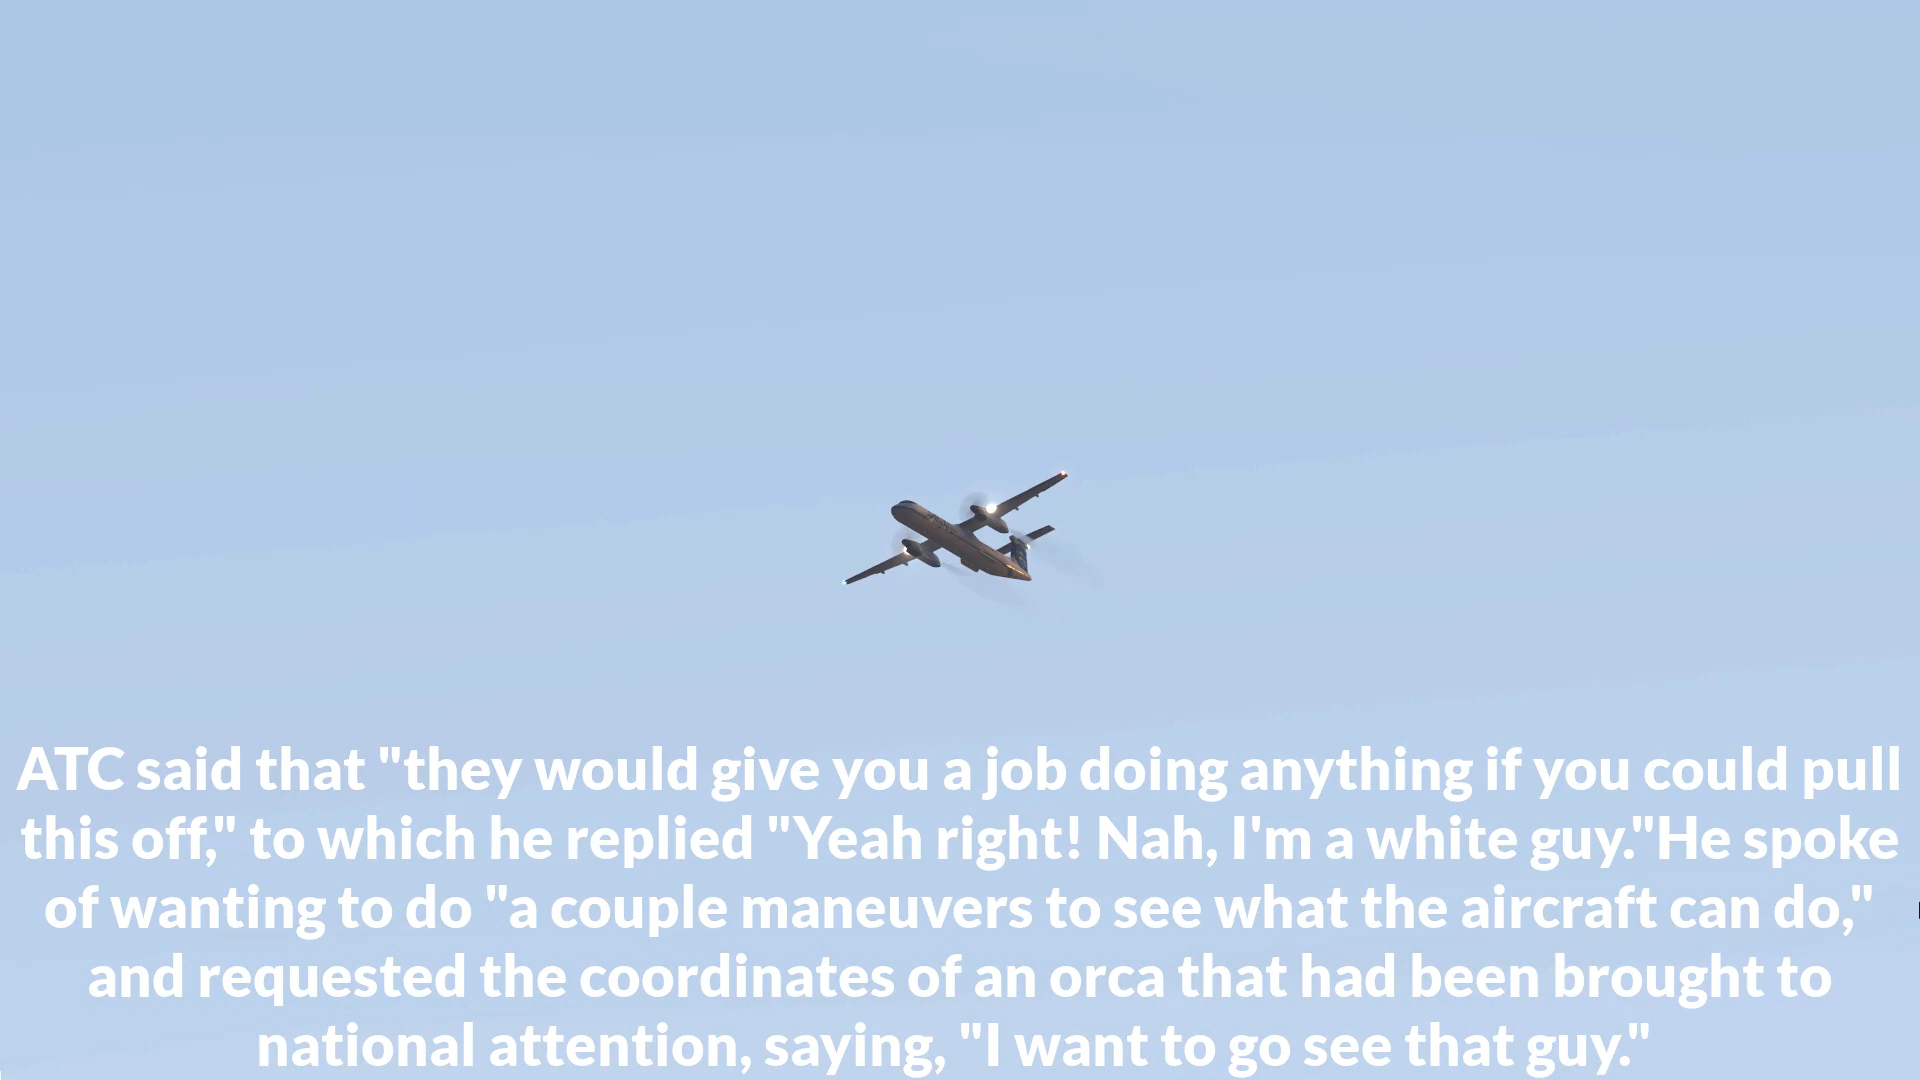 ATC said that "they would give you a job doing anything if you could pull
this off," to which he replied "Yeah right! Nah, I'm a white guy."He spoke
of wanting to do "a couple maneuvers to see what the aircraft can do,"
and requested the coordinates of an orca that had been brought to
national attention, saying, "I want to go see that guy."